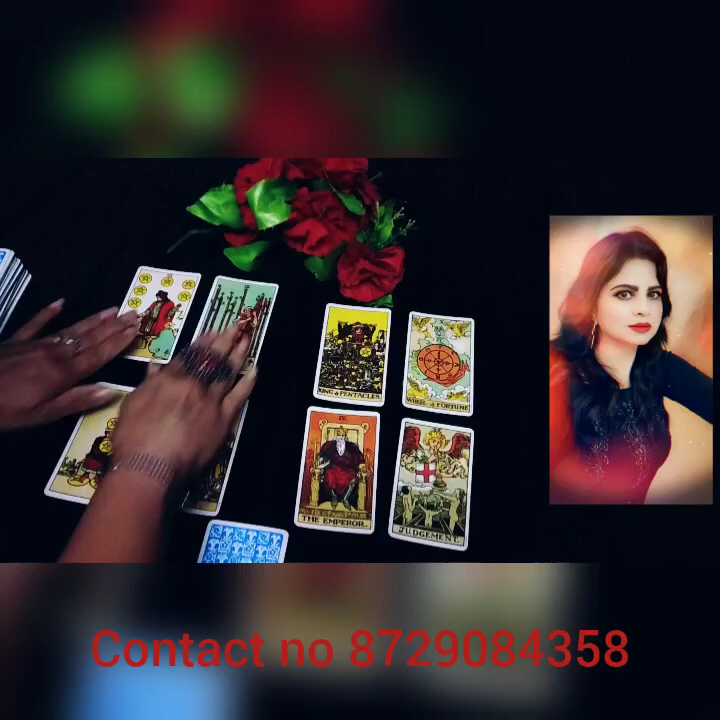 KING of PENTACLES.
WHEEL of FORTUNE.
IV
THE EMPEROR.
JUDGEMENT.
Contact no 8729084358